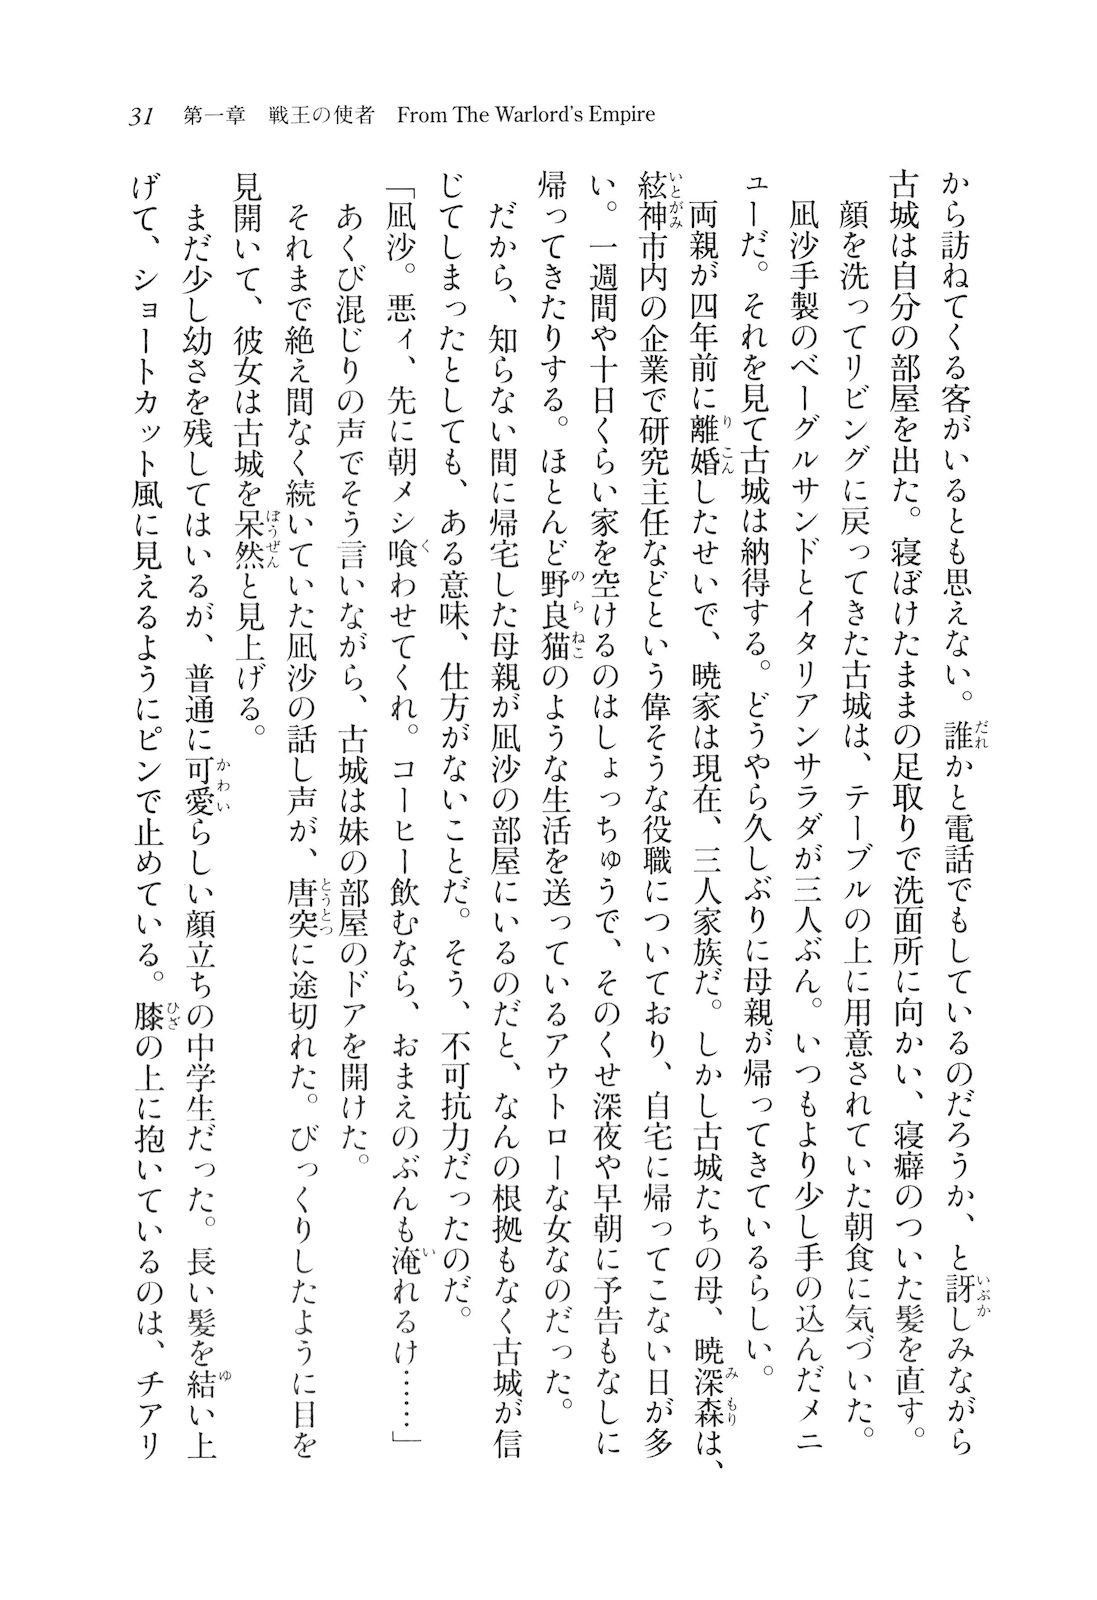 31 第一章 戦王の使者 From The Warlord's Empire
から訪ねてくる客がいるとも思えない。誰かと電話でもしているのだろうか、と訝しみながら
古城は自分の部屋を出た。寝ぼけたままの足取りで洗面所に向かい、寝癖のついた髪を直す。
顔を洗ってリビングに戻ってきた古城は、テーブルの上に用意されていた朝食に気づいた。
凪沙手製のベーグルサンドとイタリアンサラダが三人ぶん。いつもより少し手の込んだメニ
ューだ。それを見て古城は納得する。どうやら久しぶりに母親が帰ってきているらしい。
両親が四年前に離婚したせいで、暁家は現在、三人家族だ。しかし古城たちの母、暁深森は、
絃神市内の企業で研究主任などという偉そうな役職についており、自宅に帰ってこない日が多
い。一週間や十日くらい家を空けるのはしょっちゅうで、そのくせ深夜や早朝に予告もなしに
帰ってきたりする。ほとんど野良猫のような生活を送っているアウトローな女なのだった。
だから、知らない間に帰宅した母親が凪沙の部屋にいるのだと、なんの根拠もなく古城が信
じてしまったとしても、ある意味、仕方がないことだ。そう、不可抗力だったのだ。
「凪沙。悪ィ、先に朝メシ喰わせてくれ。コーヒー飲むなら、おまえのぶんも淹れるけ……」
あくび混じりの声でそう言いながら、古城は妹の部屋のドアを開けた。
それまで絶え間なく続いていた凪沙の話し声が、唐突に途切れた。びっくりしたように目を
見開いて、彼女は古城を呆然と見上げる。
まだ少し幼さを残してはいるが、普通に可愛らしい顔立ちの中学生だった。長い髪を結い上
げて、ショートカット風に見えるようにピンで止めている。膝の上に抱いているのは、チアリ